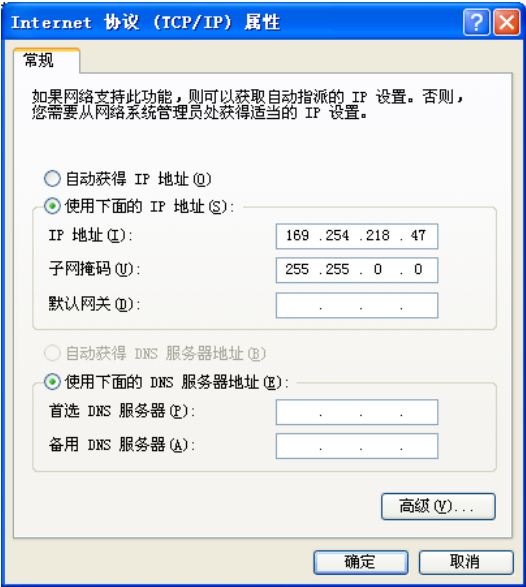 Internet 协议 (TCP/IP) 属性
常规
如果网络支持此功能，则可以获取自动指派的 IP 设置。否则，
您需要从网络系统管理员处获得适当的 IP 设置。
自动获得 IP 地址(O)
使用下面的 IP 地址(S):
IP 地址(I): 169 .254 .218 . 47
子网掩码(U): 255 .255 . 0 . 0
默认网关(D): . . .
自动获得 DNS 服务器地址(B)
使用下面的 DNS 服务器地址(E):
首选 DNS 服务器(P): . . .
备用 DNS 服务器(A): . . .
高级(V)...
确定 取消